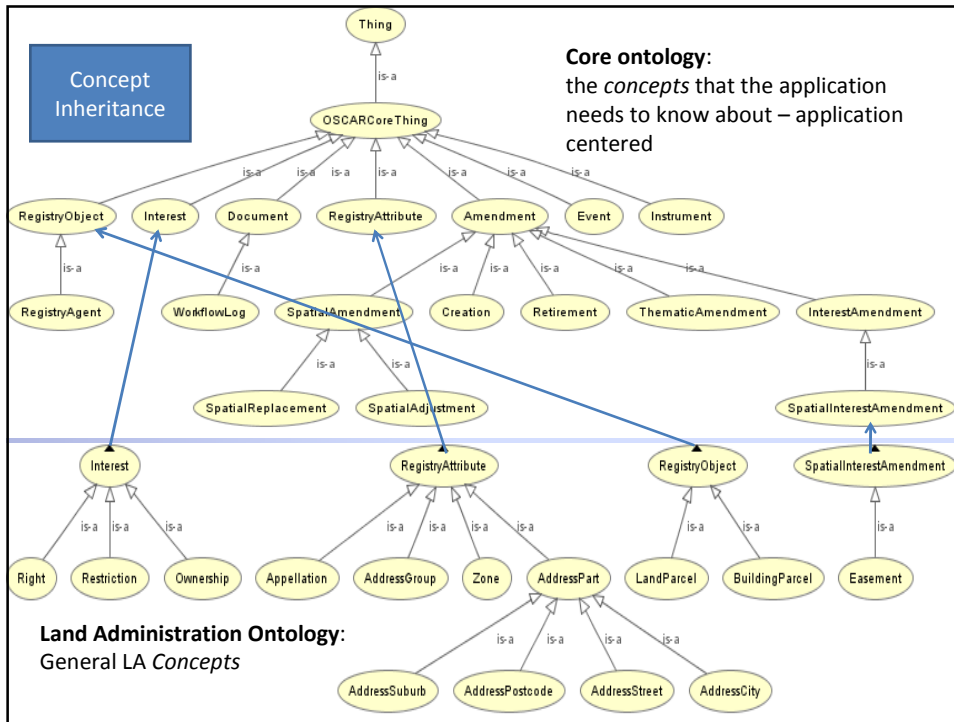 Thing
Concept
Inheritance
Core ontology:
the concepts that the application
needs to know about – application
centered
is-a
OSCARCoreThing
is-a
is-a
is-a
is-a
is-a
is-a
is-a
RegistryObject
Interest
Document
RegistryAttribute
Amendment
Event
Instrument
is-a
is-a
is-a
is-a
is-a
is-a
is-a
RegistryAgent
WorkflowLog
SpatialAmendment
Creation
Retirement
ThematicAmendment
InterestAmendment
is-a
is-a
is-a
SpatialReplacement
SpatialAdjustment
SpatialInterestAmendment
Interest
RegistryAttribute
RegistryObject
SpatialInterestAmendment
is-a
is-a
is-a
is-a
is-a
is-a
is-a
is-a
is-a
is-a
Right
Restriction
Ownership
Appellation
AddressGroup
Zone
AddressPart
LandParcel
BuildingParcel
Easement
Land Administration Ontology:
General LA Concepts
is-a
is-a
is-a
is-a
AddressSuburb
AddressPostcode
AddressStreet
AddressCity